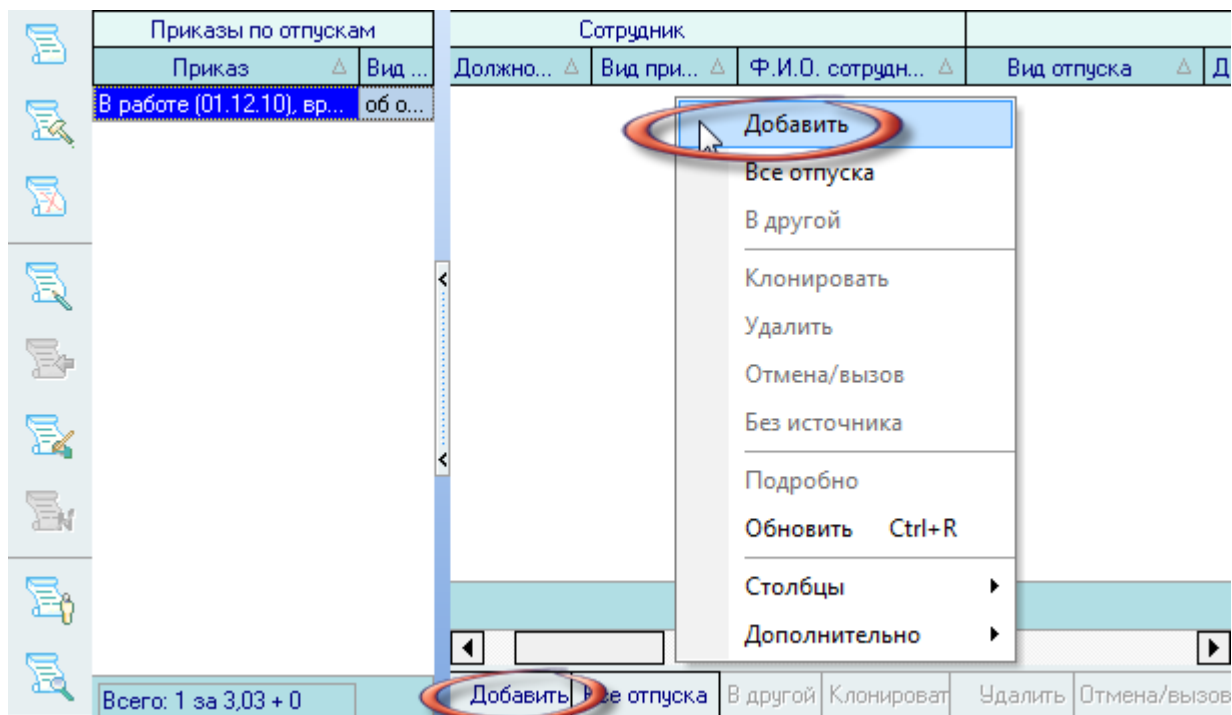 Приказы по отпускам
Сотрудник
Приказ
Вид ...
Должно...
Вид при...
Ф.И.О. сотрудн...
Вид отпуска
Д
В работе (01.12.10), вр...
об о...
Добавить
Все отпуска
В другой
Клонировать
Удалить
Отмена/вызов
Без источника
Подробно
Обновить Ctrl+R
Столбцы
Дополнительно
Всего: 1 за 3,03 + 0
Добавить
Все отпуска
В другой
Клонироват
Удалить
Отмена/вызов